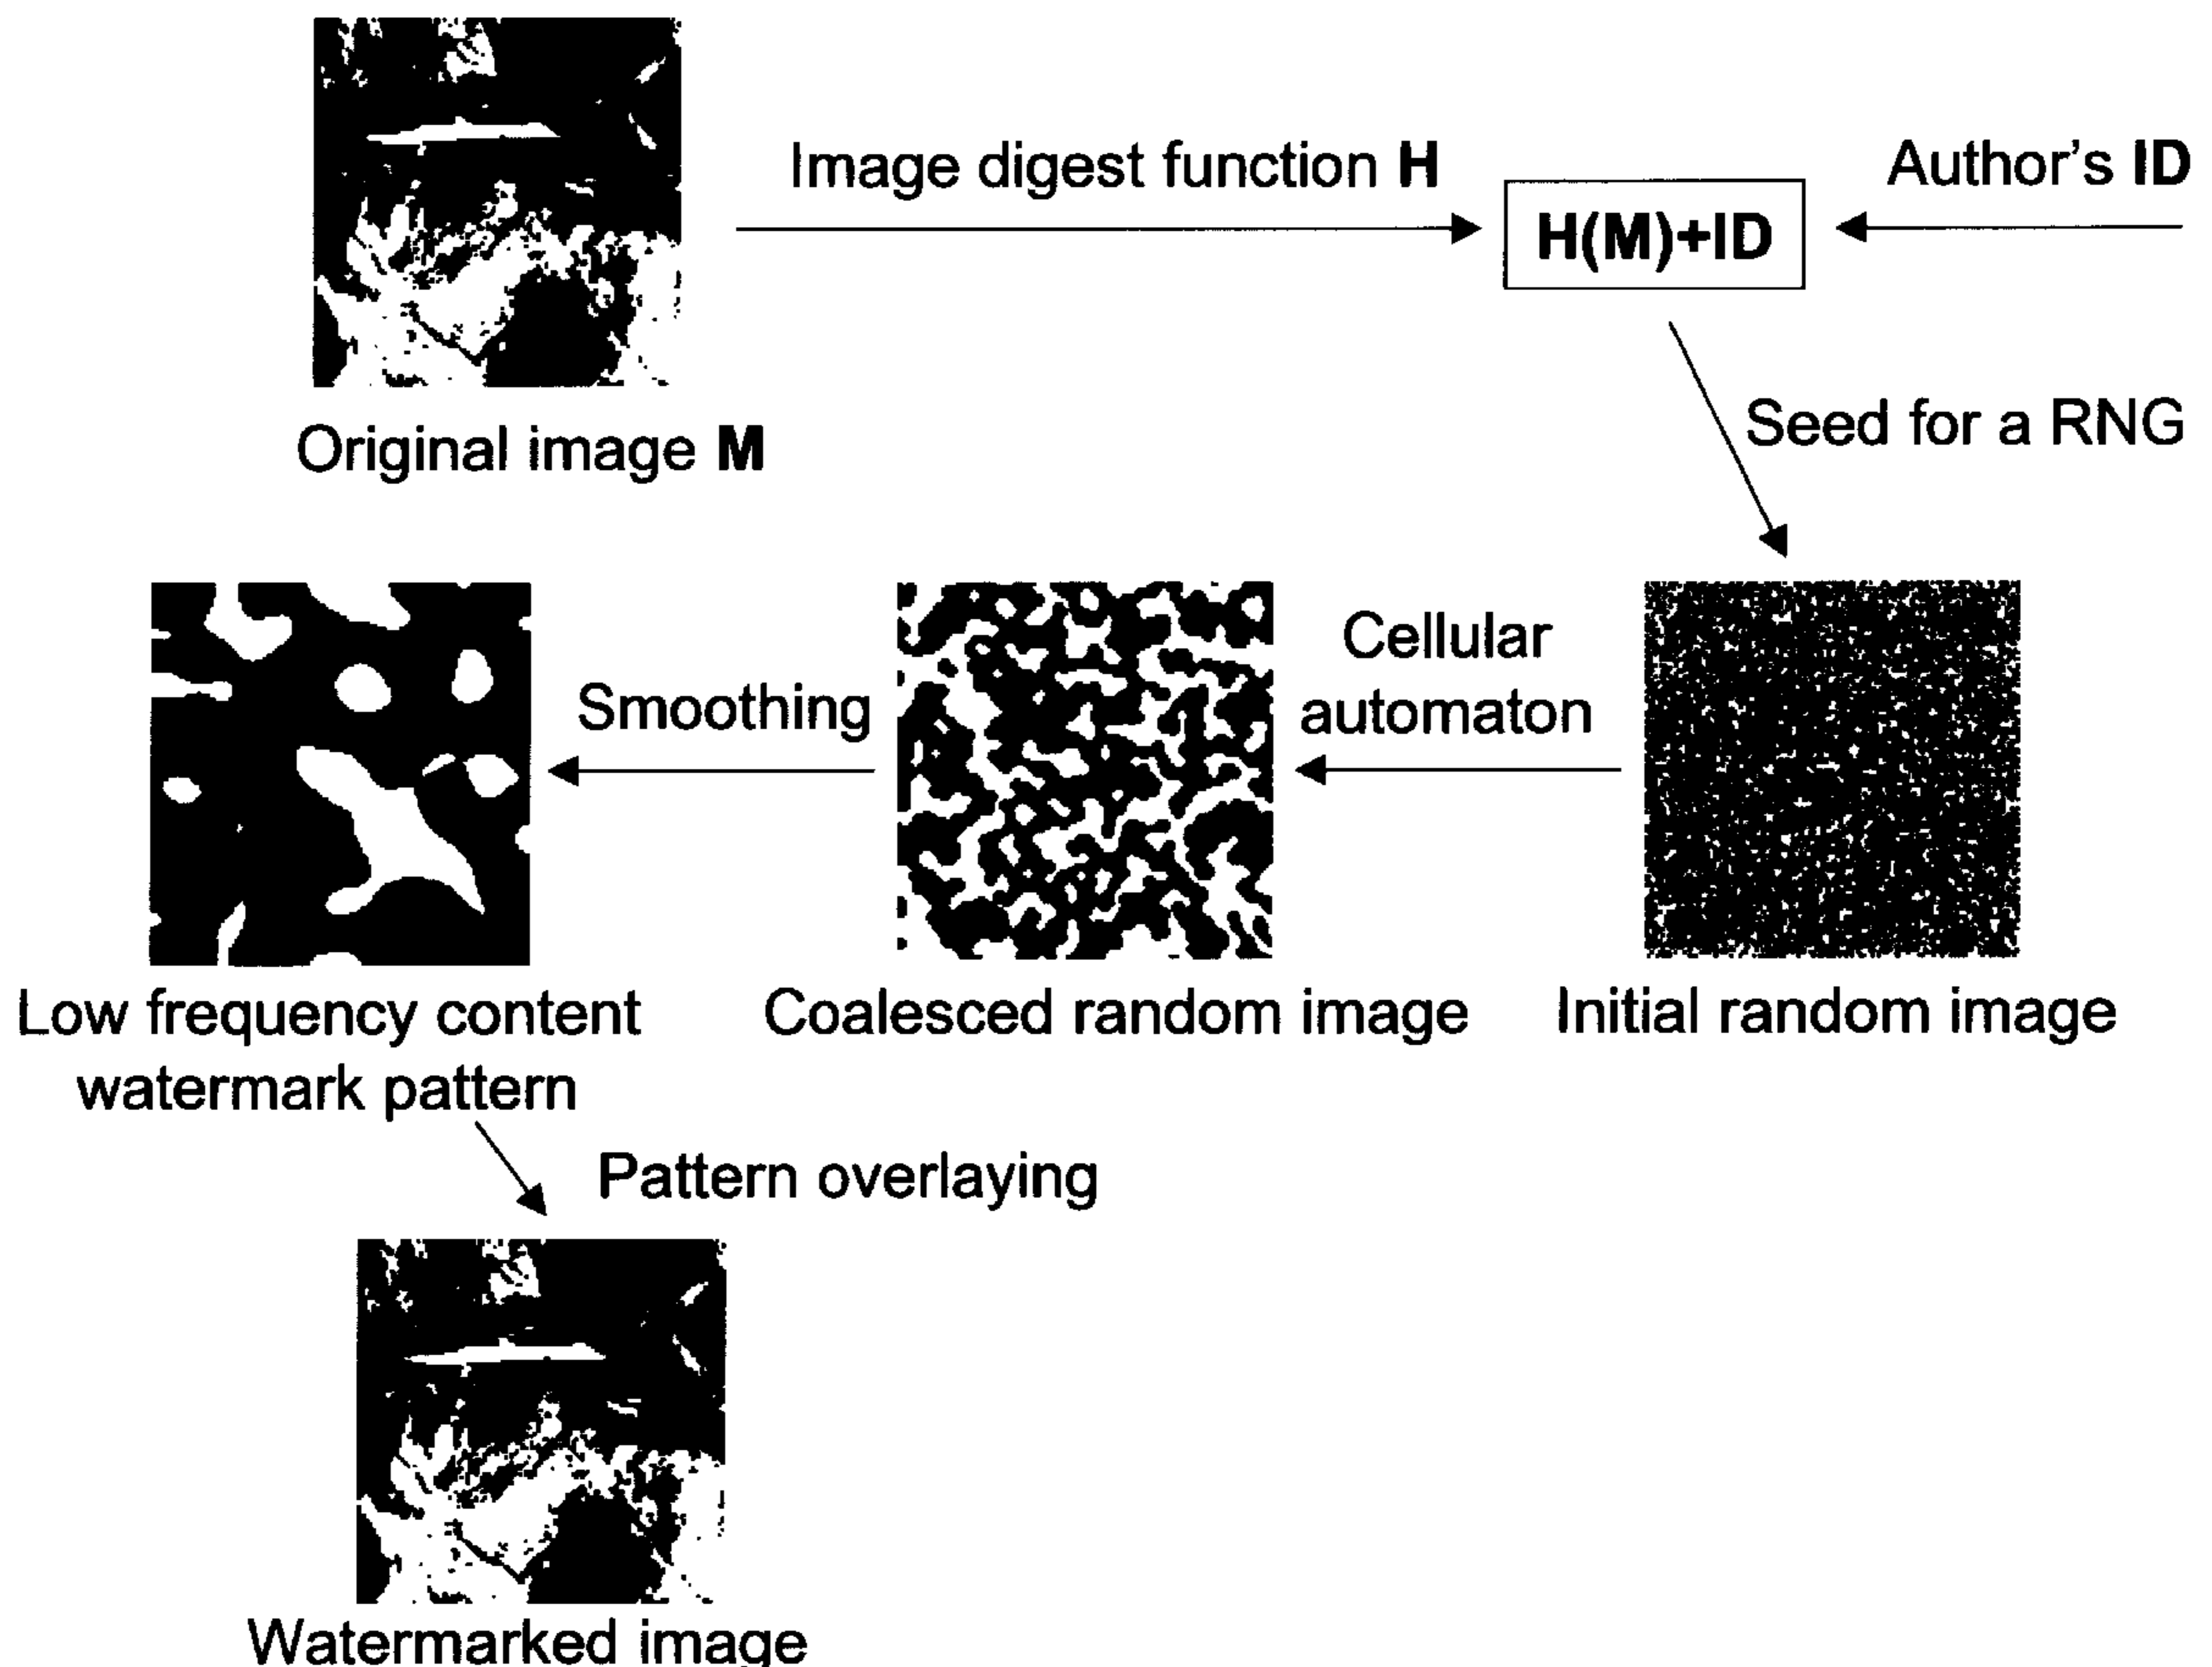 Image digest function H
Author's ID
H(M)+ID
Original image M
Seed for a RNG
Cellular
automaton
Smoothing
Low frequency content
watermark pattern
Coalesced random image
Initial random image
Pattern overlaying
Watermarked image